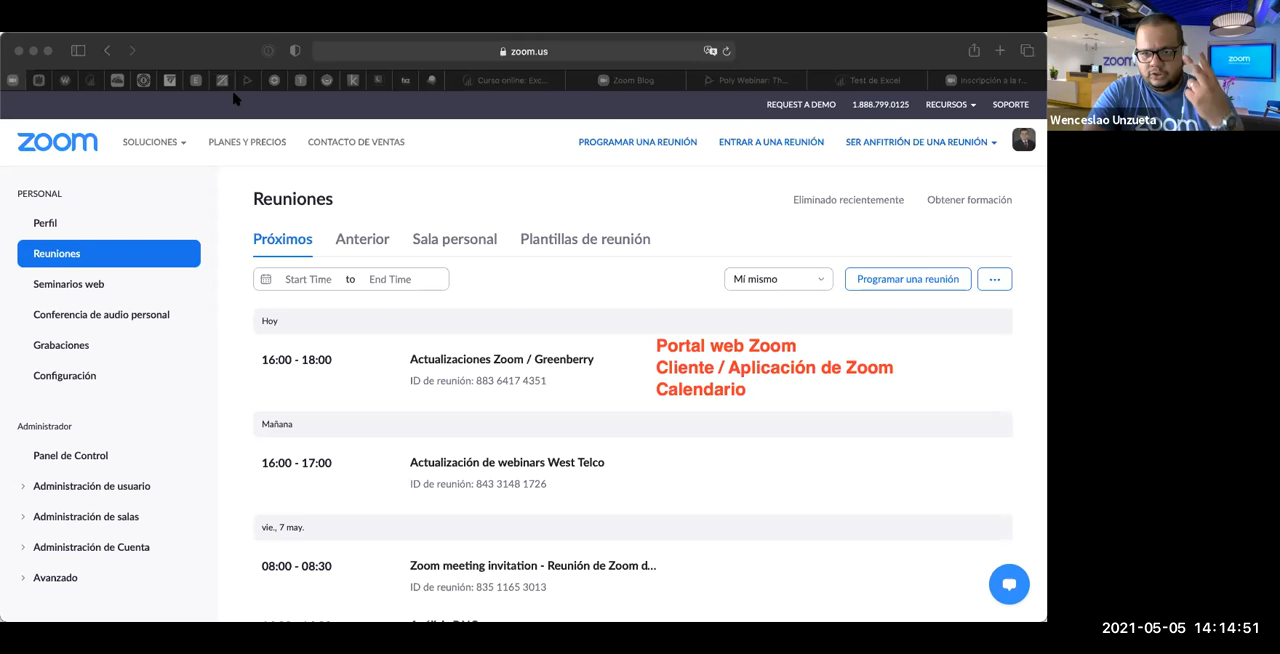 zoom.us
Curso online: Exc...
Zoom Blog
Poly Webinar: Th...
Test de Excel
Inscripción a la r...
REQUEST A DEMO
1.888.799.0125
RECURSOS
SOPORTE
zoom
SOLUCIONES
PLANES Y PRECIOS
CONTACTO DE VENTAS
PROGRAMAR UNA REUNIÓN
ENTRAR A UNA REUNIÓN
SER ANFITRIÓN DE UNA REUNIÓN
zoom
zoom
zoom
Wenceslao Unzueta
PERSONAL
Perfil
Reuniones
Seminarios web
Conferencia de audio personal
Grabaciones
Configuración
Administrador
Panel de Control
Administración de usuario
Administración de salas
Administración de Cuenta
Avanzado
Reuniones
Eliminado recientemente
Obtener formación
Próximos
Anterior
Sala personal
Plantillas de reunión
Start Time to End Time
Mí mismo
Programar una reunión
...
Hoy
16:00 - 18:00
Actualizaciones Zoom / Greenberry
ID de reunión: 883 6417 4351
Portal web Zoom
Cliente / Aplicación de Zoom
Calendario
Mañana
16:00 - 17:00
Actualización de webinars West Telco
ID de reunión: 843 3148 1726
vie., 7 may.
08:00 - 08:30
Zoom meeting invitation - Reunión de Zoom d...
ID de reunión: 835 1165 3013
2021-05-05 14:14:51